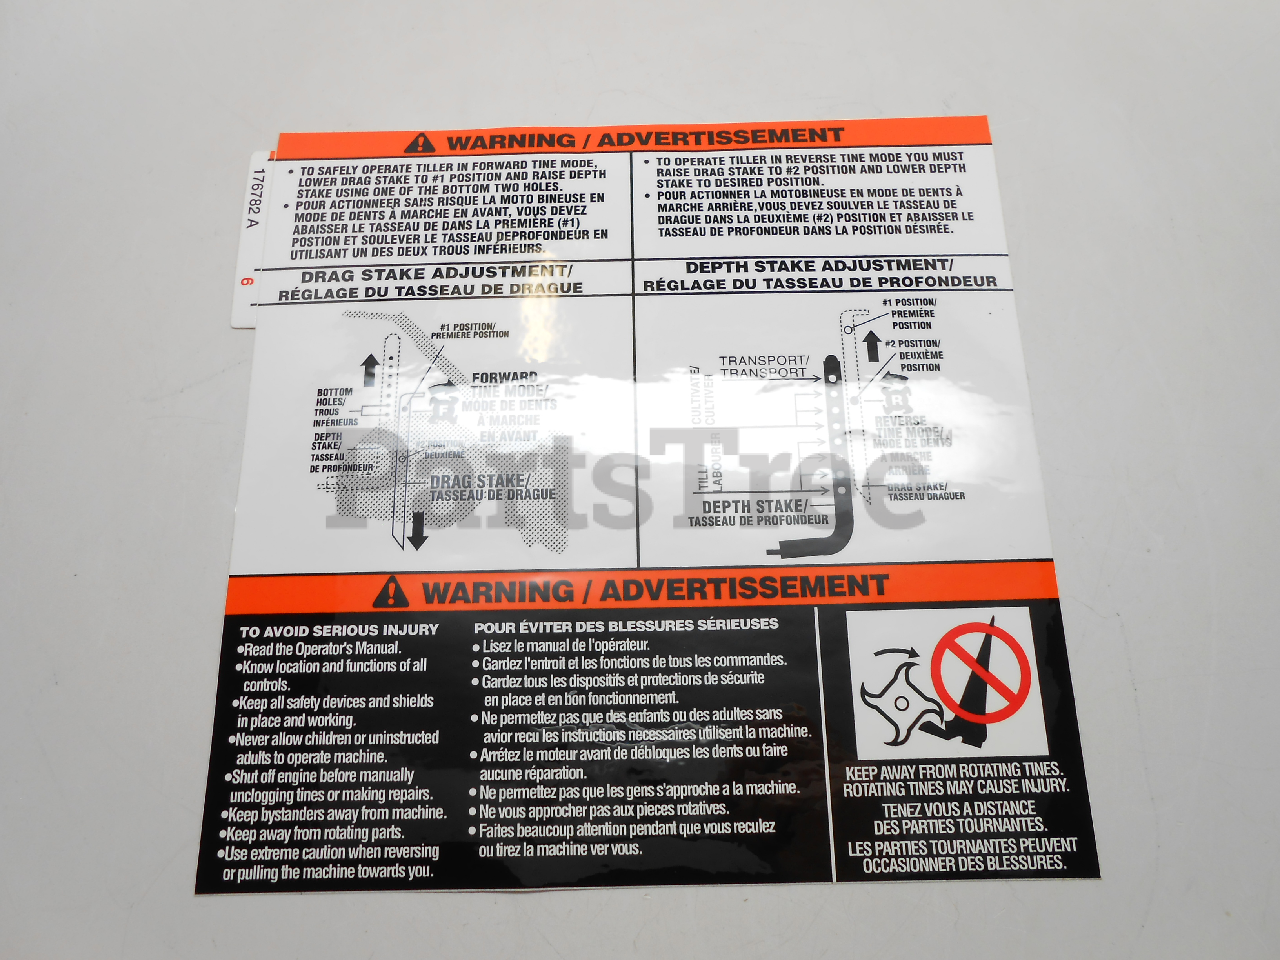 WARNING / ADVERTISSEMENT
176782 A
6
• TO SAFELY OPERATE TILLER IN FORWARD TINE MODE,
LOWER DRAG STAKE TO #1 POSITION AND RAISE DEPTH
STAKE USING ONE OF THE BOTTOM TWO HOLES.
• POUR ACTIONNEER SANS RISQUE LA MOTO BINEUSE EN
MODE DE DENTS À MARCHE EN AVANT, VOUS DEVEZ
ABAISSER LE TASSEAU DE DANS LA PREMIÈRE (#1)
POSTION ET SOULEVER LE TASSEAU DEPROFONDEUR EN
UTILISANT UN DES DEUX TROUS INFÉRIEURS.
• TO OPERATE TILLER IN REVERSE TINE MODE YOU MUST
RAISE DRAG STAKE TO #2 POSITION AND LOWER DEPTH
STAKE TO DESIRED POSITION.
• POUR ACTIONNER LA MOTOBINEUSE EN MODE DE DENTS À
MARCHE ARRIÈRE, VOUS DEVEZ SOULVER LE TASSEAU DE
DRAGUE DANS LA DEUXIÈME (#2) POSITION ET ABAISSER LE
TASSEAU DE PROFONDEUR DANS LA POSITION DÉSIRÉE.
DRAG STAKE ADJUSTMENT/
RÉGLAGE DU TASSEAU DE DRAGUE
DEPTH STAKE ADJUSTMENT/
RÉGLAGE DU TASSEAU DE PROFONDEUR
#1 POSITION/
PREMIÈRE POSITION
FORWARD
TINE MODE/
MODE DE DENTS
À MARCHE
EN AVANT
BOTTOM
HOLES/
TROUS
INFÉRIEURS
DEPTH
STAKE/
TASSEAU
DE PROFONDEUR
DEUXIÈME
DRAG STAKE/
TASSEAU DE DRAGUE
#1 POSITION/
PREMIÈRE
POSITION
#2 POSITION/
DEUXIÈME
POSITION
TRANSPORT/
TRANSPORT
CULTIVATE/
CULTIVER
TILL/
LABOURER
REVERSE
TINE MODE/
MODE DE DENTS
À MARCHE
ARRIÈRE
DRAG STAKE/
TASSEAU DRAGUER
DEPTH STAKE/
TASSEAU DE PROFONDEUR
PartsTree
WARNING / ADVERTISSEMENT
TO AVOID SERIOUS INJURY
•Read the Operator's Manual.
•Know location and functions of all
controls.
•Keep all safety devices and shields
in place and working.
•Never allow children or uninstructed
adults to operate machine.
•Shut off engine before manually
unclogging tines or making repairs.
•Keep bystanders away from machine.
•Keep away from rotating parts.
•Use extreme caution when reversing
or pulling the machine towards you.
POUR ÉVITER DES BLESSURES SÉRIEUSES
• Lisez le manual de l'opérateur.
• Gardez l'entroit et les fonctions de tous les commandes.
• Gardez tous les dispositifs et protections de sécurite
en place et en bon fonctionnement.
• Ne permettez pas que des enfants ou des adultes sans
avior recu les instructions necessaires utilisent la machine.
• Arrêtez le moteur avant de débloques les dents ou faire
aucune réparation.
• Ne permettez pas que les gens s'approche a la machine.
• Ne vous approcher pas aux pieces rotatives.
• Faites beaucoup attention pendant que vous reculez
ou tirez la machine ver vous.
KEEP AWAY FROM ROTATING TINES.
ROTATING TINES MAY CAUSE INJURY.
TENEZ VOUS A DISTANCE
DES PARTIES TOURNANTES.
LES PARTIES TOURNANTES PEUVENT
OCCASIONNER DES BLESSURES.